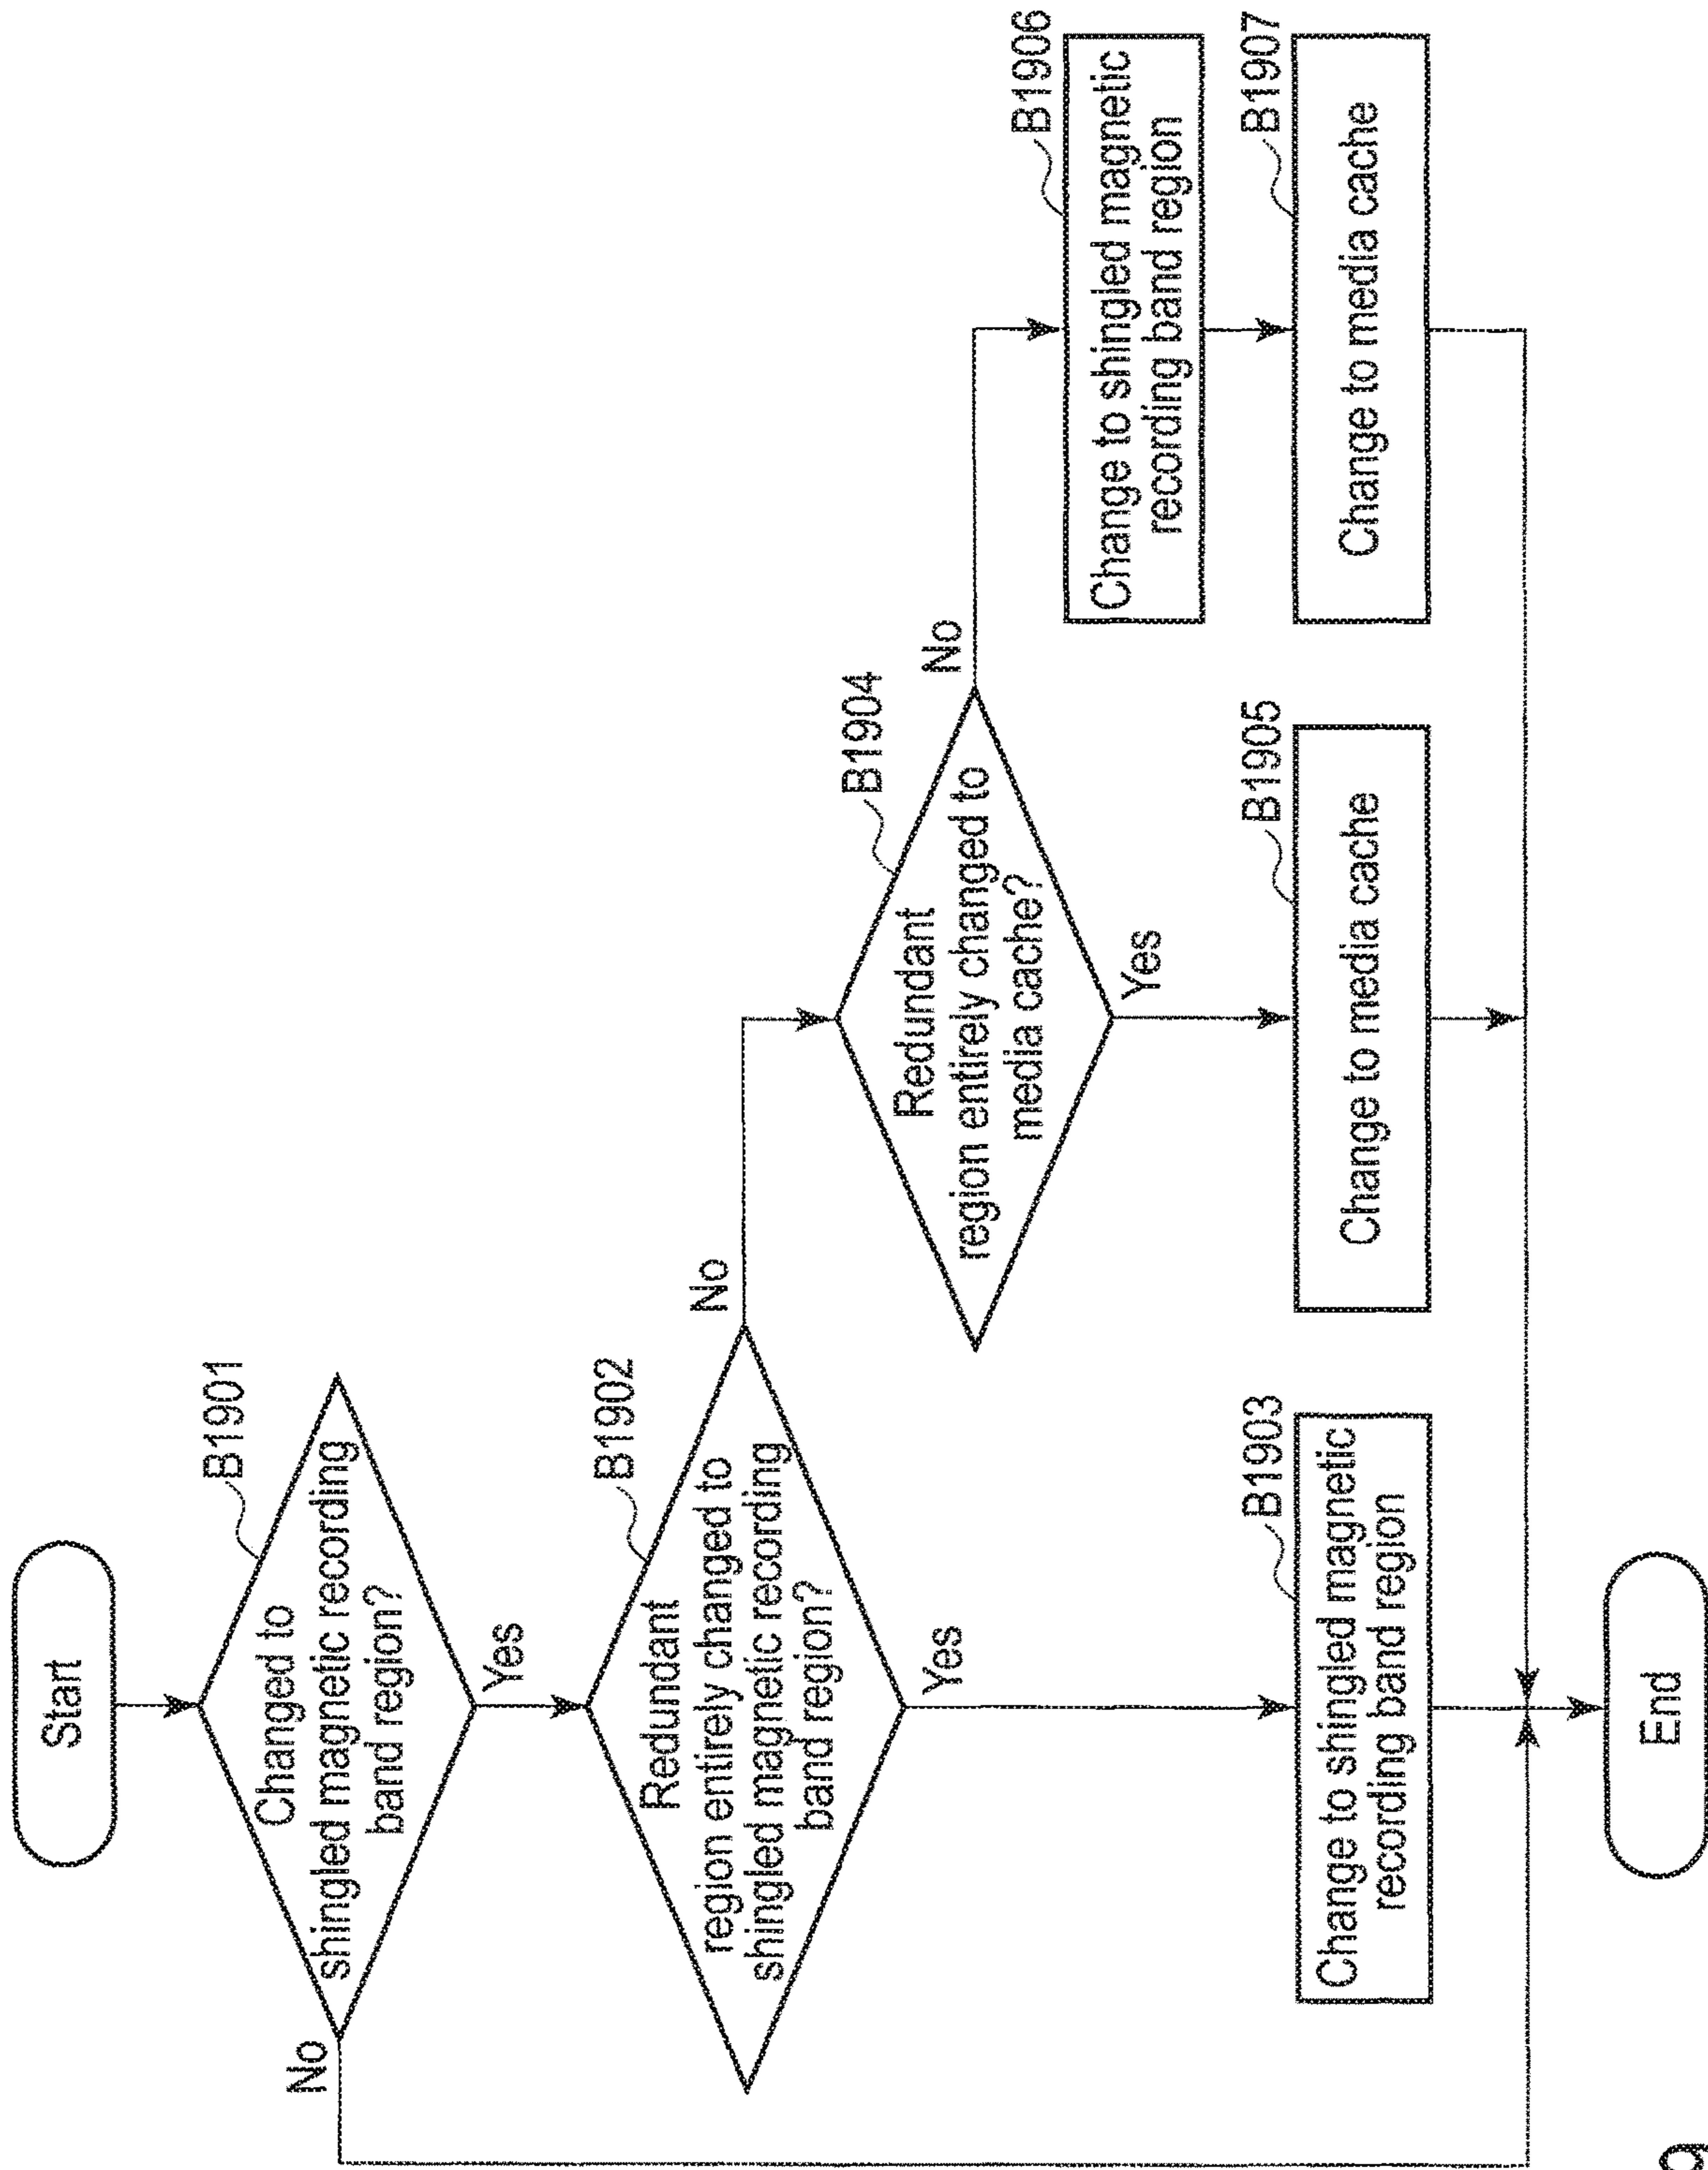 Start
B1901
Changed to
shingled magnetic recording
band region?
No
Yes
B1902
Redundant
region entirely changed to
shingled magnetic recording
band region?
No
Yes
B1904
Redundant
region entirely changed to
media cache?
No
Yes
B1903
Change to shingled magnetic
recording band region
B1905
Change to media cache
B1906
Change to shingled magnetic
recording band region
B1907
Change to media cache
End